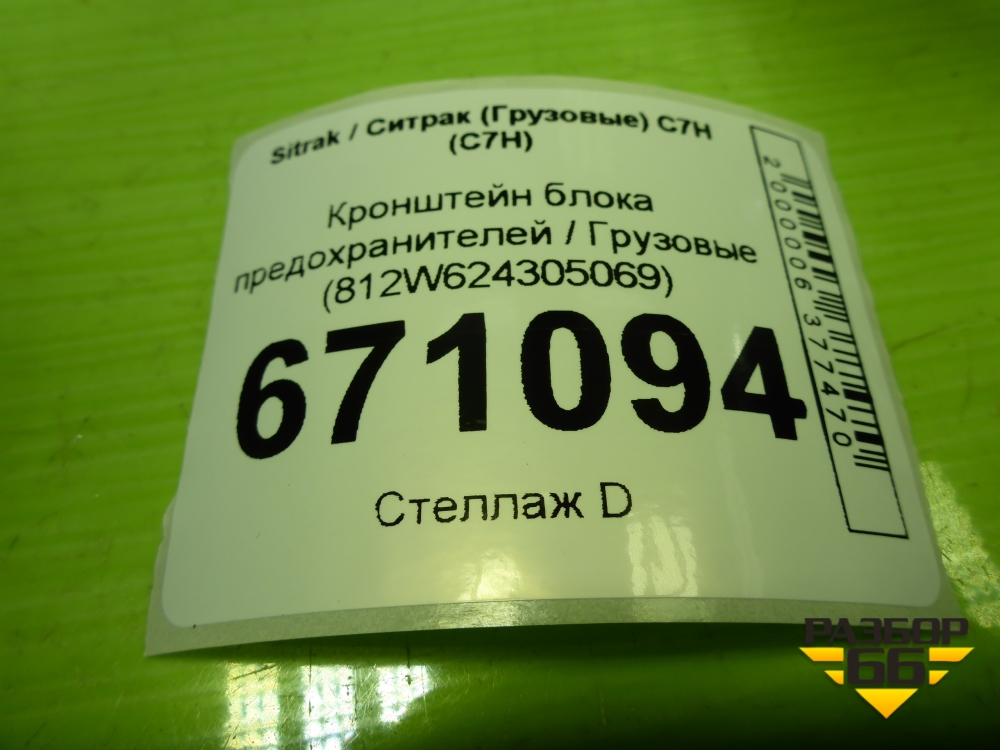 Sitrak / Ситрак (Грузовые) C7H
(C7H)
Кронштейн блока
предохранителей / Грузовые
(812W624305069)
671094
Стеллаж D
2000006377470
РАЗБОР
66